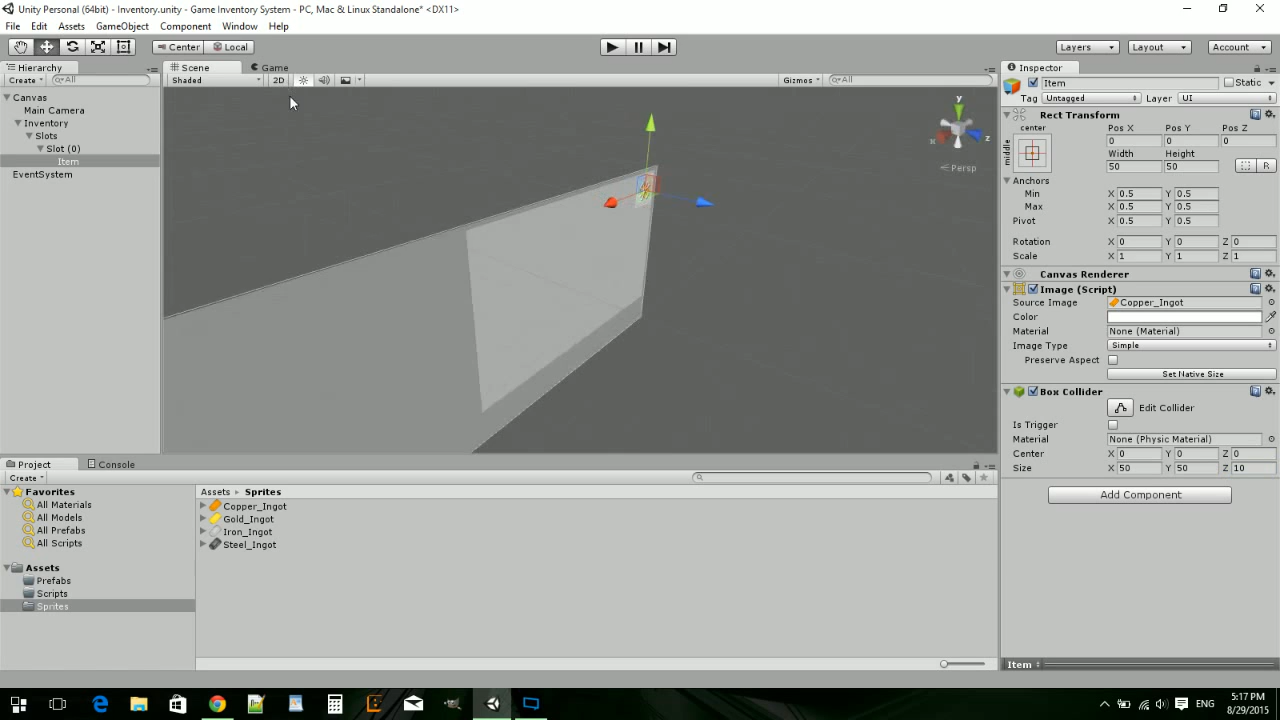 Unity Personal (64bit) - Inventory.unity - Game Inventory System - PC, Mac & Linux Standalone* <DX11>
File Edit Assets GameObject Component Window Help
Center Local Layers Layout Account
Hierarchy Scene Game Inspector
Create All Shaded 2D Gizmos All Item Static
Tag Untagged Layer UI
Canvas
Main Camera
Inventory
Slots
Slot (0)
Item
EventSystem
y
x
z
Persp
Rect Transform
center Pos X Pos Y Pos Z
middle 0 0 0
Width Height
50 50 R
Anchors
Min X 0.5 Y 0.5
Max X 0.5 Y 0.5
Pivot X 0.5 Y 0.5
Rotation X 0 Y 0 Z 0
Scale X 1 Y 1 Z 1
Canvas Renderer
Image (Script)
Source Image Copper_Ingot
Color
Material None (Material)
Image Type Simple
Preserve Aspect
Set Native Size
Box Collider
Edit Collider
Is Trigger
Material None (Physic Material)
Center X 0 Y 0 Z 0
Size X 50 Y 50 Z 10
Add Component
Item
Project Console
Create
Favorites
All Materials
All Models
All Prefabs
All Scripts
Assets
Prefabs
Scripts
Sprites
Assets Sprites
Copper_Ingot
Gold_Ingot
Iron_Ingot
Steel_Ingot
ENG
5:17 PM
8/29/2015